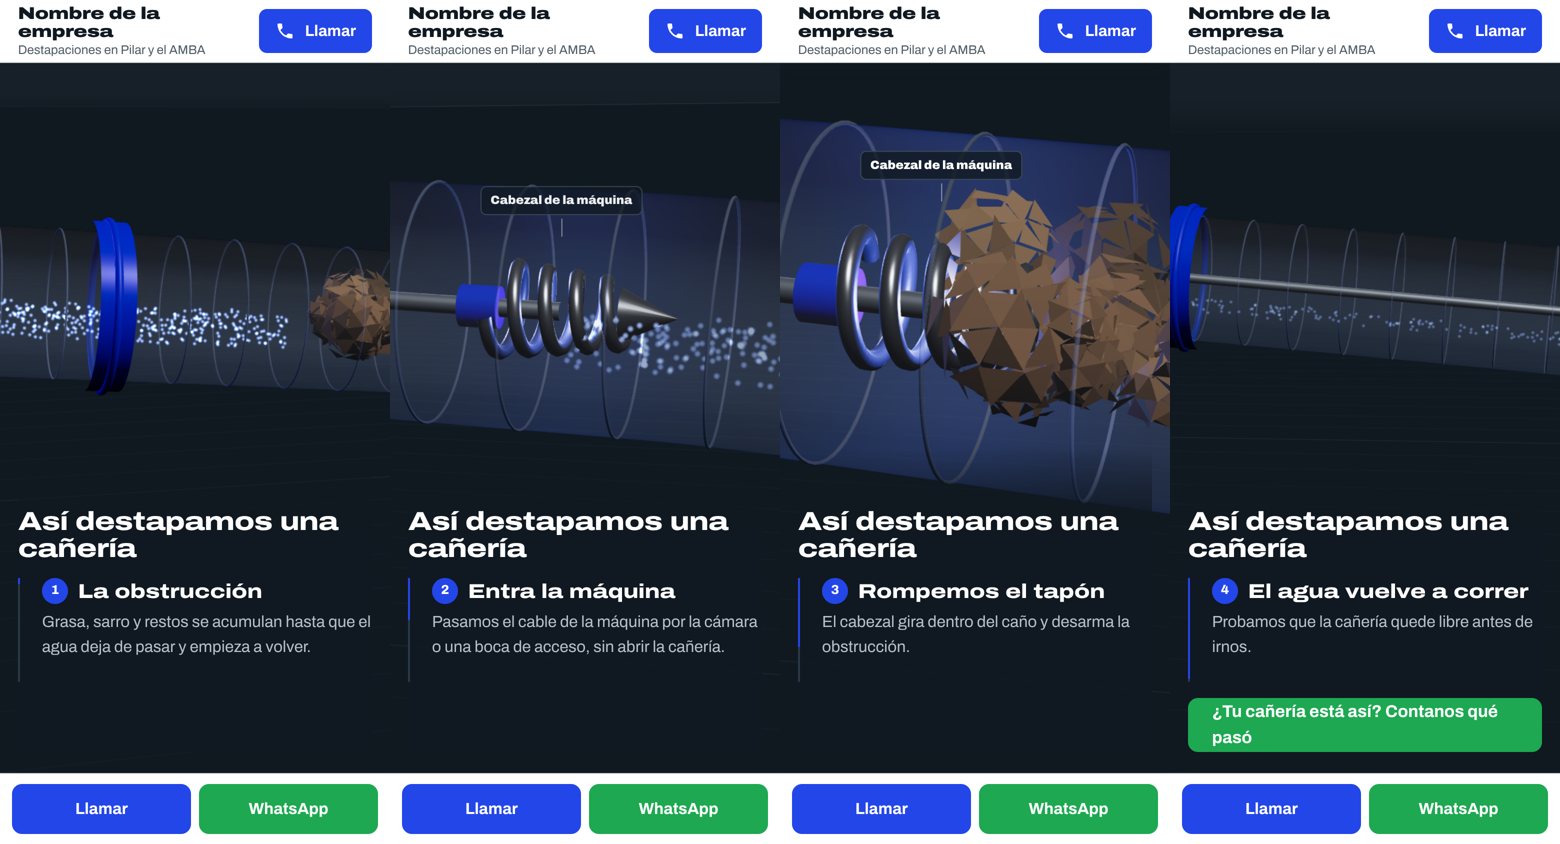 Nombre de la
empresa
Destapaciones en Pilar y el AMBA
Llamar
Así destapamos una
cañería
1 La obstrucción
Grasa, sarro y restos se acumulan hasta que el
agua deja de pasar y empieza a volver.
Llamar
WhatsApp
Nombre de la
empresa
Destapaciones en Pilar y el AMBA
Llamar
Cabezal de la máquina
Así destapamos una
cañería
2 Entra la máquina
Pasamos el cable de la máquina por la cámara
o una boca de acceso, sin abrir la cañería.
Llamar
WhatsApp
Nombre de la
empresa
Destapaciones en Pilar y el AMBA
Llamar
Cabezal de la máquina
Así destapamos una
cañería
3 Rompemos el tapón
El cabezal gira dentro del caño y desarma la
obstrucción.
Llamar
WhatsApp
Nombre de la
empresa
Destapaciones en Pilar y el AMBA
Llamar
Así destapamos una
cañería
4 El agua vuelve a correr
Probamos que la cañería quede libre antes de
irnos.
¿Tu cañería está así? Contanos qué
pasó
Llamar
WhatsApp